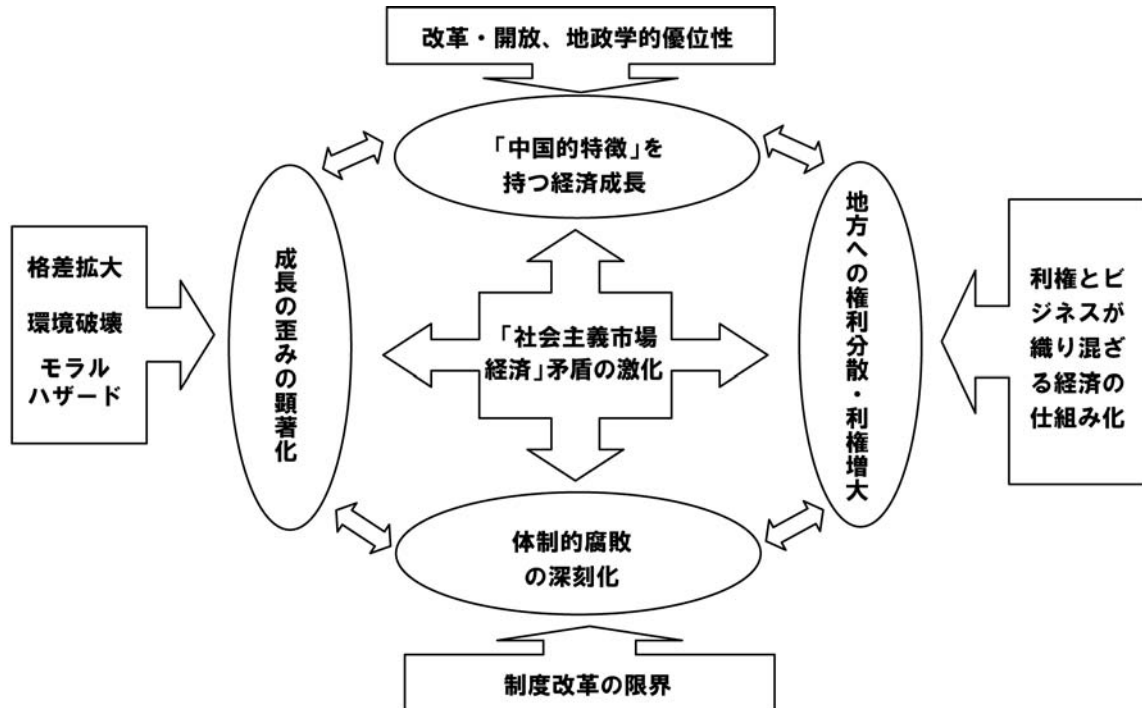 改革・開放、地政学的優位性
「中国的特徴」を
持つ経済成長
格差拡大
環境破壊
モラル
ハザード
成長の歪みの顕著化
「社会主義市場
経済」矛盾の激化
地方への権利分散・利権増大
利権とビ
ジネスが
織り混ざ
る経済の
仕組み化
体制的腐敗
の深刻化
制度改革の限界